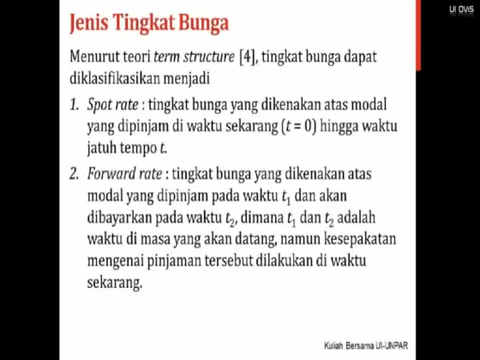 UI OViS
Jenis Tingkat Bunga
Menurut teori term structure [4], tingkat bunga dapat
diklasifikasikan menjadi
1. Spot rate : tingkat bunga yang dikenakan atas modal
yang dipinjam di waktu sekarang (t = 0) hingga waktu
jatuh tempo t.
2. Forward rate : tingkat bunga yang dikenakan atas
modal yang dipinjam pada waktu t₁ dan akan
dibayarkan pada waktu t₂, dimana t₁ dan t₂ adalah
waktu di masa yang akan datang, namun kesepakatan
mengenai pinjaman tersebut dilakukan di waktu
sekarang.
Kuliah Bersama UI-UNPAR